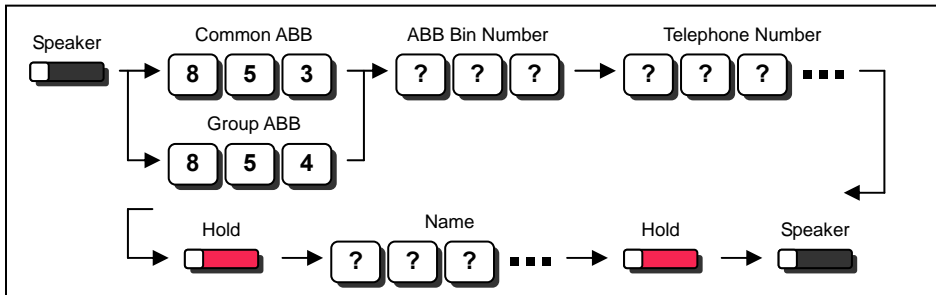 Speaker
Common ABB
8 5 3
Group ABB
8 5 4
ABB Bin Number
? ? ?
Telephone Number
? ? ?
Hold
Name
? ? ?
Hold
Speaker